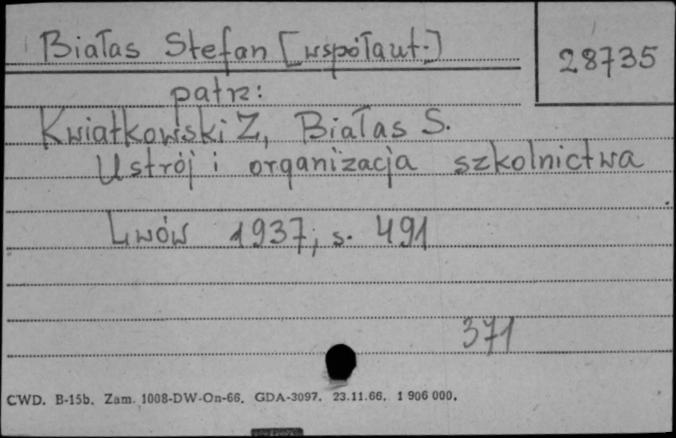 Białas Stefan [współaut.]
28735
patrz:
Kwiatkowski Z, Białas S.
Ustrój i organizacja szkolnictwa
Lwów 1937, s. 491
371
CWD. B-15b. Zam. 1008-DW-On-66. GDA-3097. 23.11.66. 1 906 000.